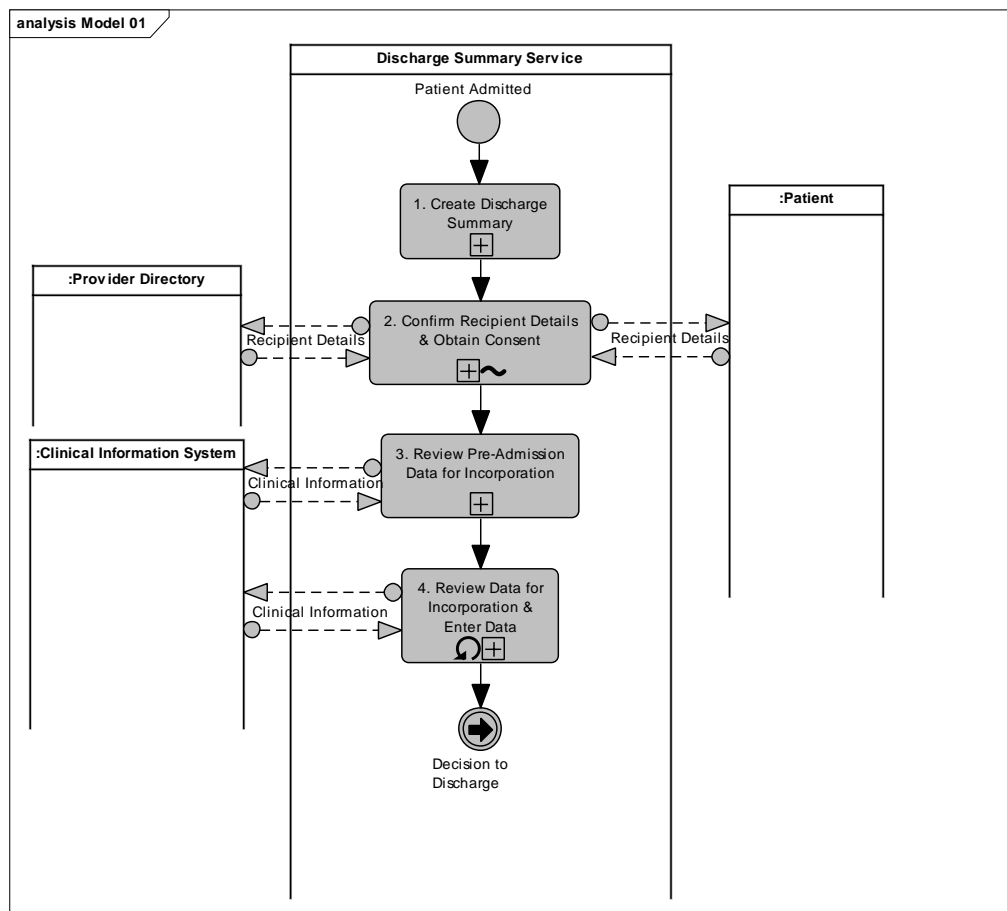 analysis Model 01
Discharge Summary Service
Patient Admitted
1. Create Discharge
Summary
:Patient
:Provider Directory
2. Confirm Recipient Details
& Obtain Consent
Recipient Details
Recipient Details
:Clinical Information System
3. Review Pre-Admission
Data for Incorporation
Clinical Information
4. Review Data for
Incorporation &
Enter Data
Clinical Information
Decision to
Discharge